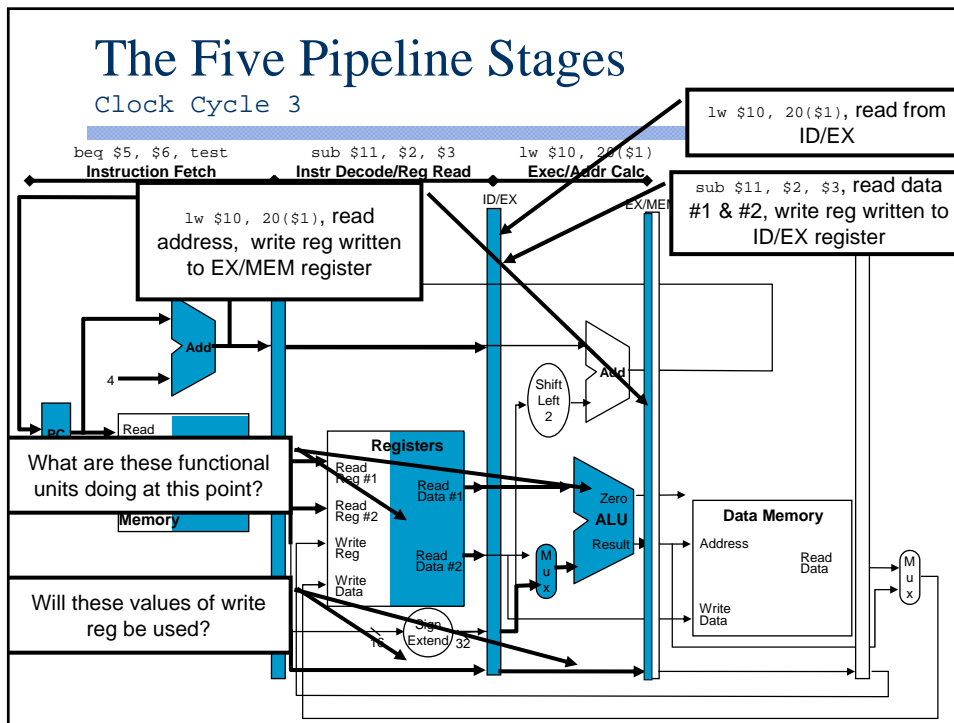 The Five Pipeline Stages
Clock Cycle 3
beq $5, $6, test
Instruction Fetch
sub $11, $2, $3
Instr Decode/Reg Read
lw $10, 20($1)
Exec/Addr Calc
lw $10, 20($1), read from
ID/EX
sub $11, $2, $3, read data
#1 & #2, write reg written to
ID/EX register
lw $10, 20($1), read
address, write reg written
to EX/MEM register
ID/EX
EX/MEM
Add
4
PC
Read
Memory
What are these functional
units doing at this point?
Will these values of write
reg be used?
Registers
Read
Reg #1
Read
Reg #2
Write
Reg
Write
Data
Read
Data #1
Read
Data #2
Sign
Extend
16
32
Shift
Left
2
Add
Mux
Zero
ALU
Result
Data Memory
Address
Read
Data
Write
Data
Mux